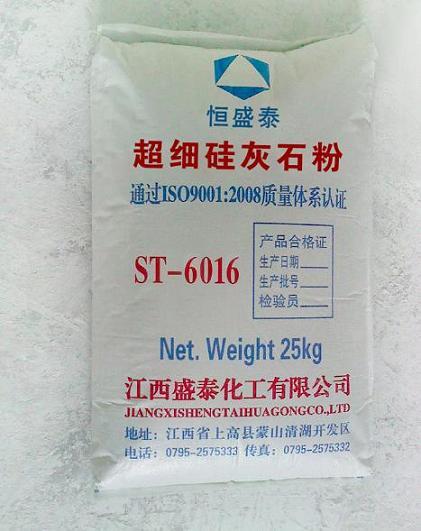 恒盛泰
超细硅灰石粉
通过ISO9001:2008质量体系认证
ST-6016
产品合格证
生产日期
生产批号
检验员
Net. Weight 25kg
江西盛泰化工有限公司
JIANGXISHENGTAIHUAGONGCO.,LTD
地址：江西省上高县蒙山清湖开发区
电话：0795-2575333 传真：0795-2575332